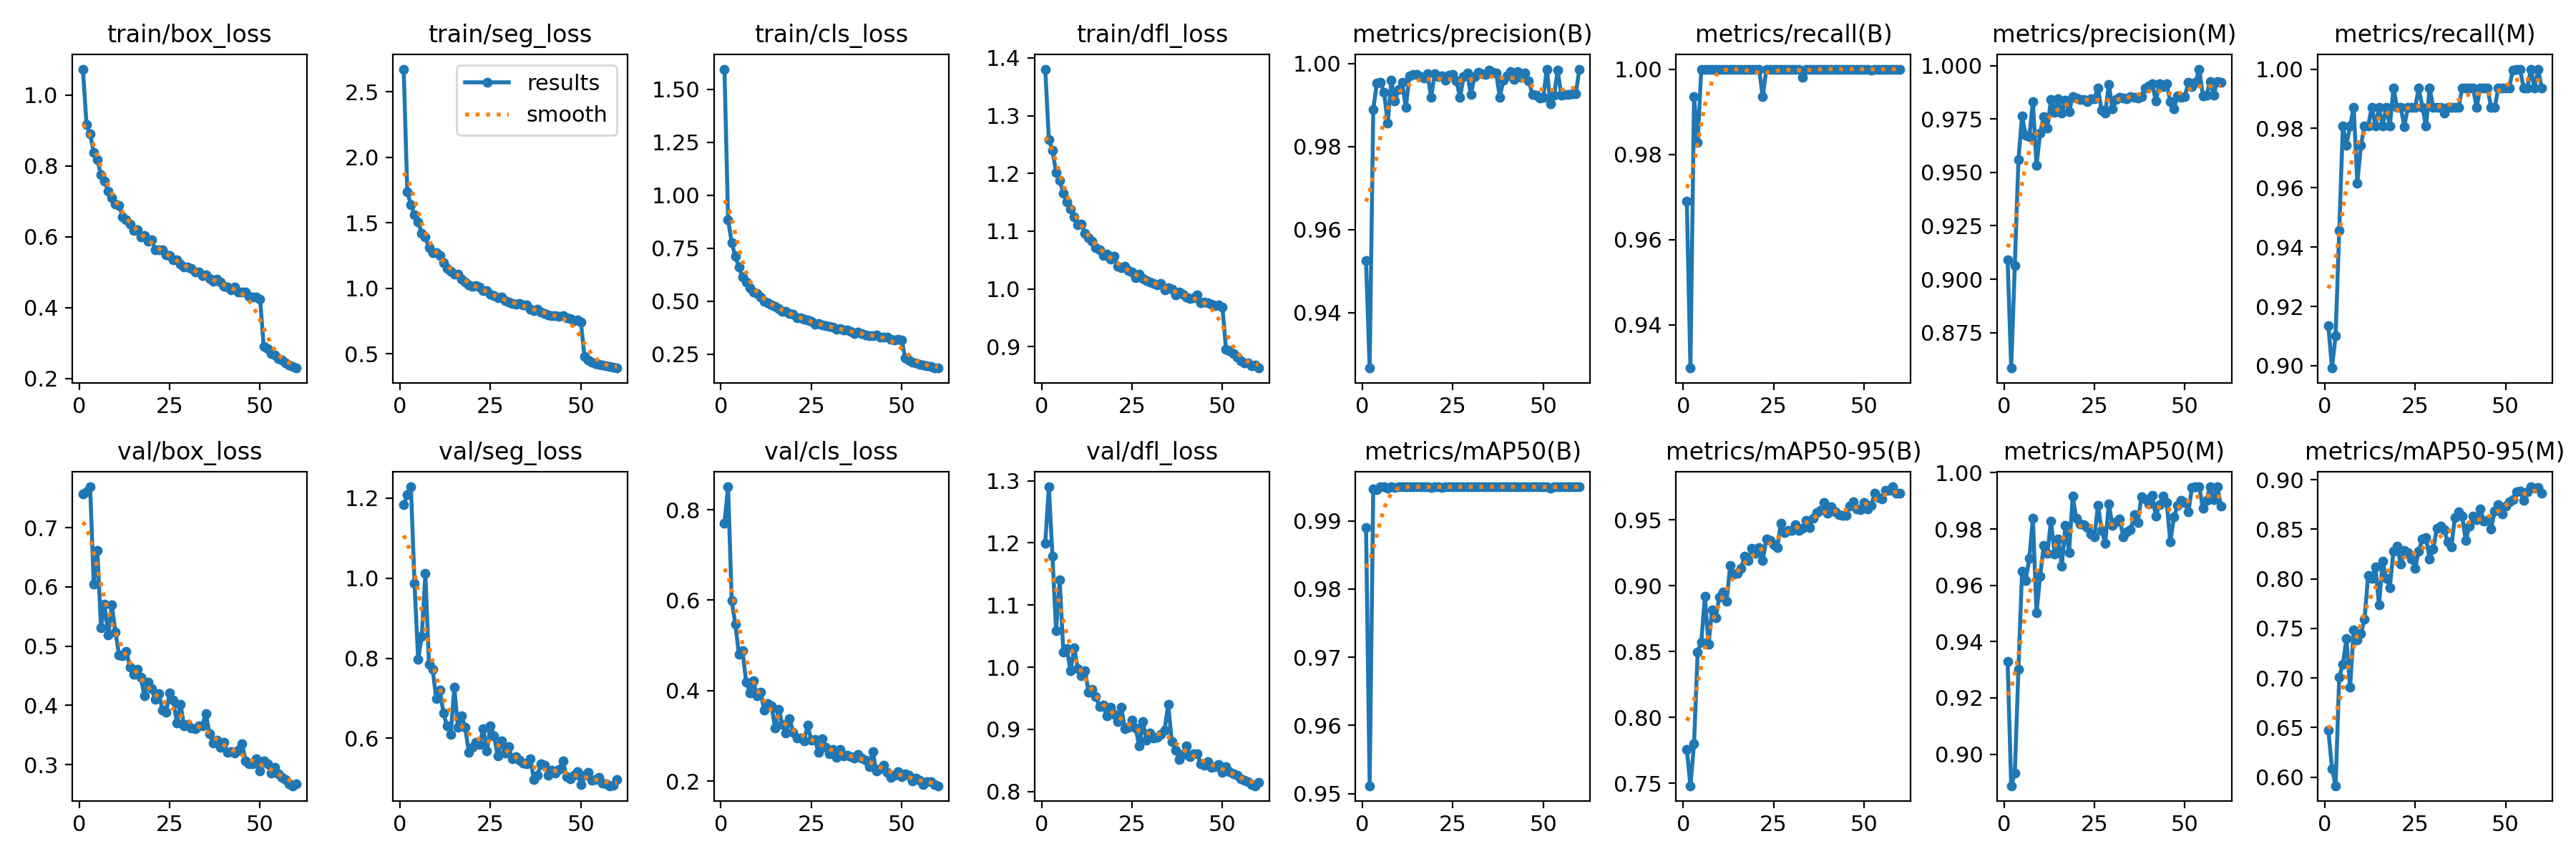 train/box_loss
train/seg_loss
train/cls_loss
train/dfl_loss
metrics/precision(B)
metrics/recall(B)
metrics/precision(M)
metrics/recall(M)
1.0
0.8
0.6
0.4
0.2
0 25 50
results
smooth
2.5
2.0
1.5
1.0
0.5
0 25 50
1.50
1.25
1.00
0.75
0.50
0.25
0 25 50
1.4
1.3
1.2
1.1
1.0
0.9
0 25 50
1.00
0.98
0.96
0.94
0 25 50
1.00
0.98
0.96
0.94
0 25 50
1.000
0.975
0.950
0.925
0.900
0.875
0 25 50
1.00
0.98
0.96
0.94
0.92
0.90
0 25 50
val/box_loss
val/seg_loss
val/cls_loss
val/dfl_loss
metrics/mAP50(B)
metrics/mAP50-95(B)
metrics/mAP50(M)
metrics/mAP50-95(M)
0.7
0.6
0.5
0.4
0.3
0 25 50
1.2
1.0
0.8
0.6
0 25 50
0.8
0.6
0.4
0.2
0 25 50
1.3
1.2
1.1
1.0
0.9
0.8
0 25 50
0.99
0.98
0.97
0.96
0.95
0 25 50
0.95
0.90
0.85
0.80
0.75
0 25 50
1.00
0.98
0.96
0.94
0.92
0.90
0 25 50
0.90
0.85
0.80
0.75
0.70
0.65
0.60
0 25 50